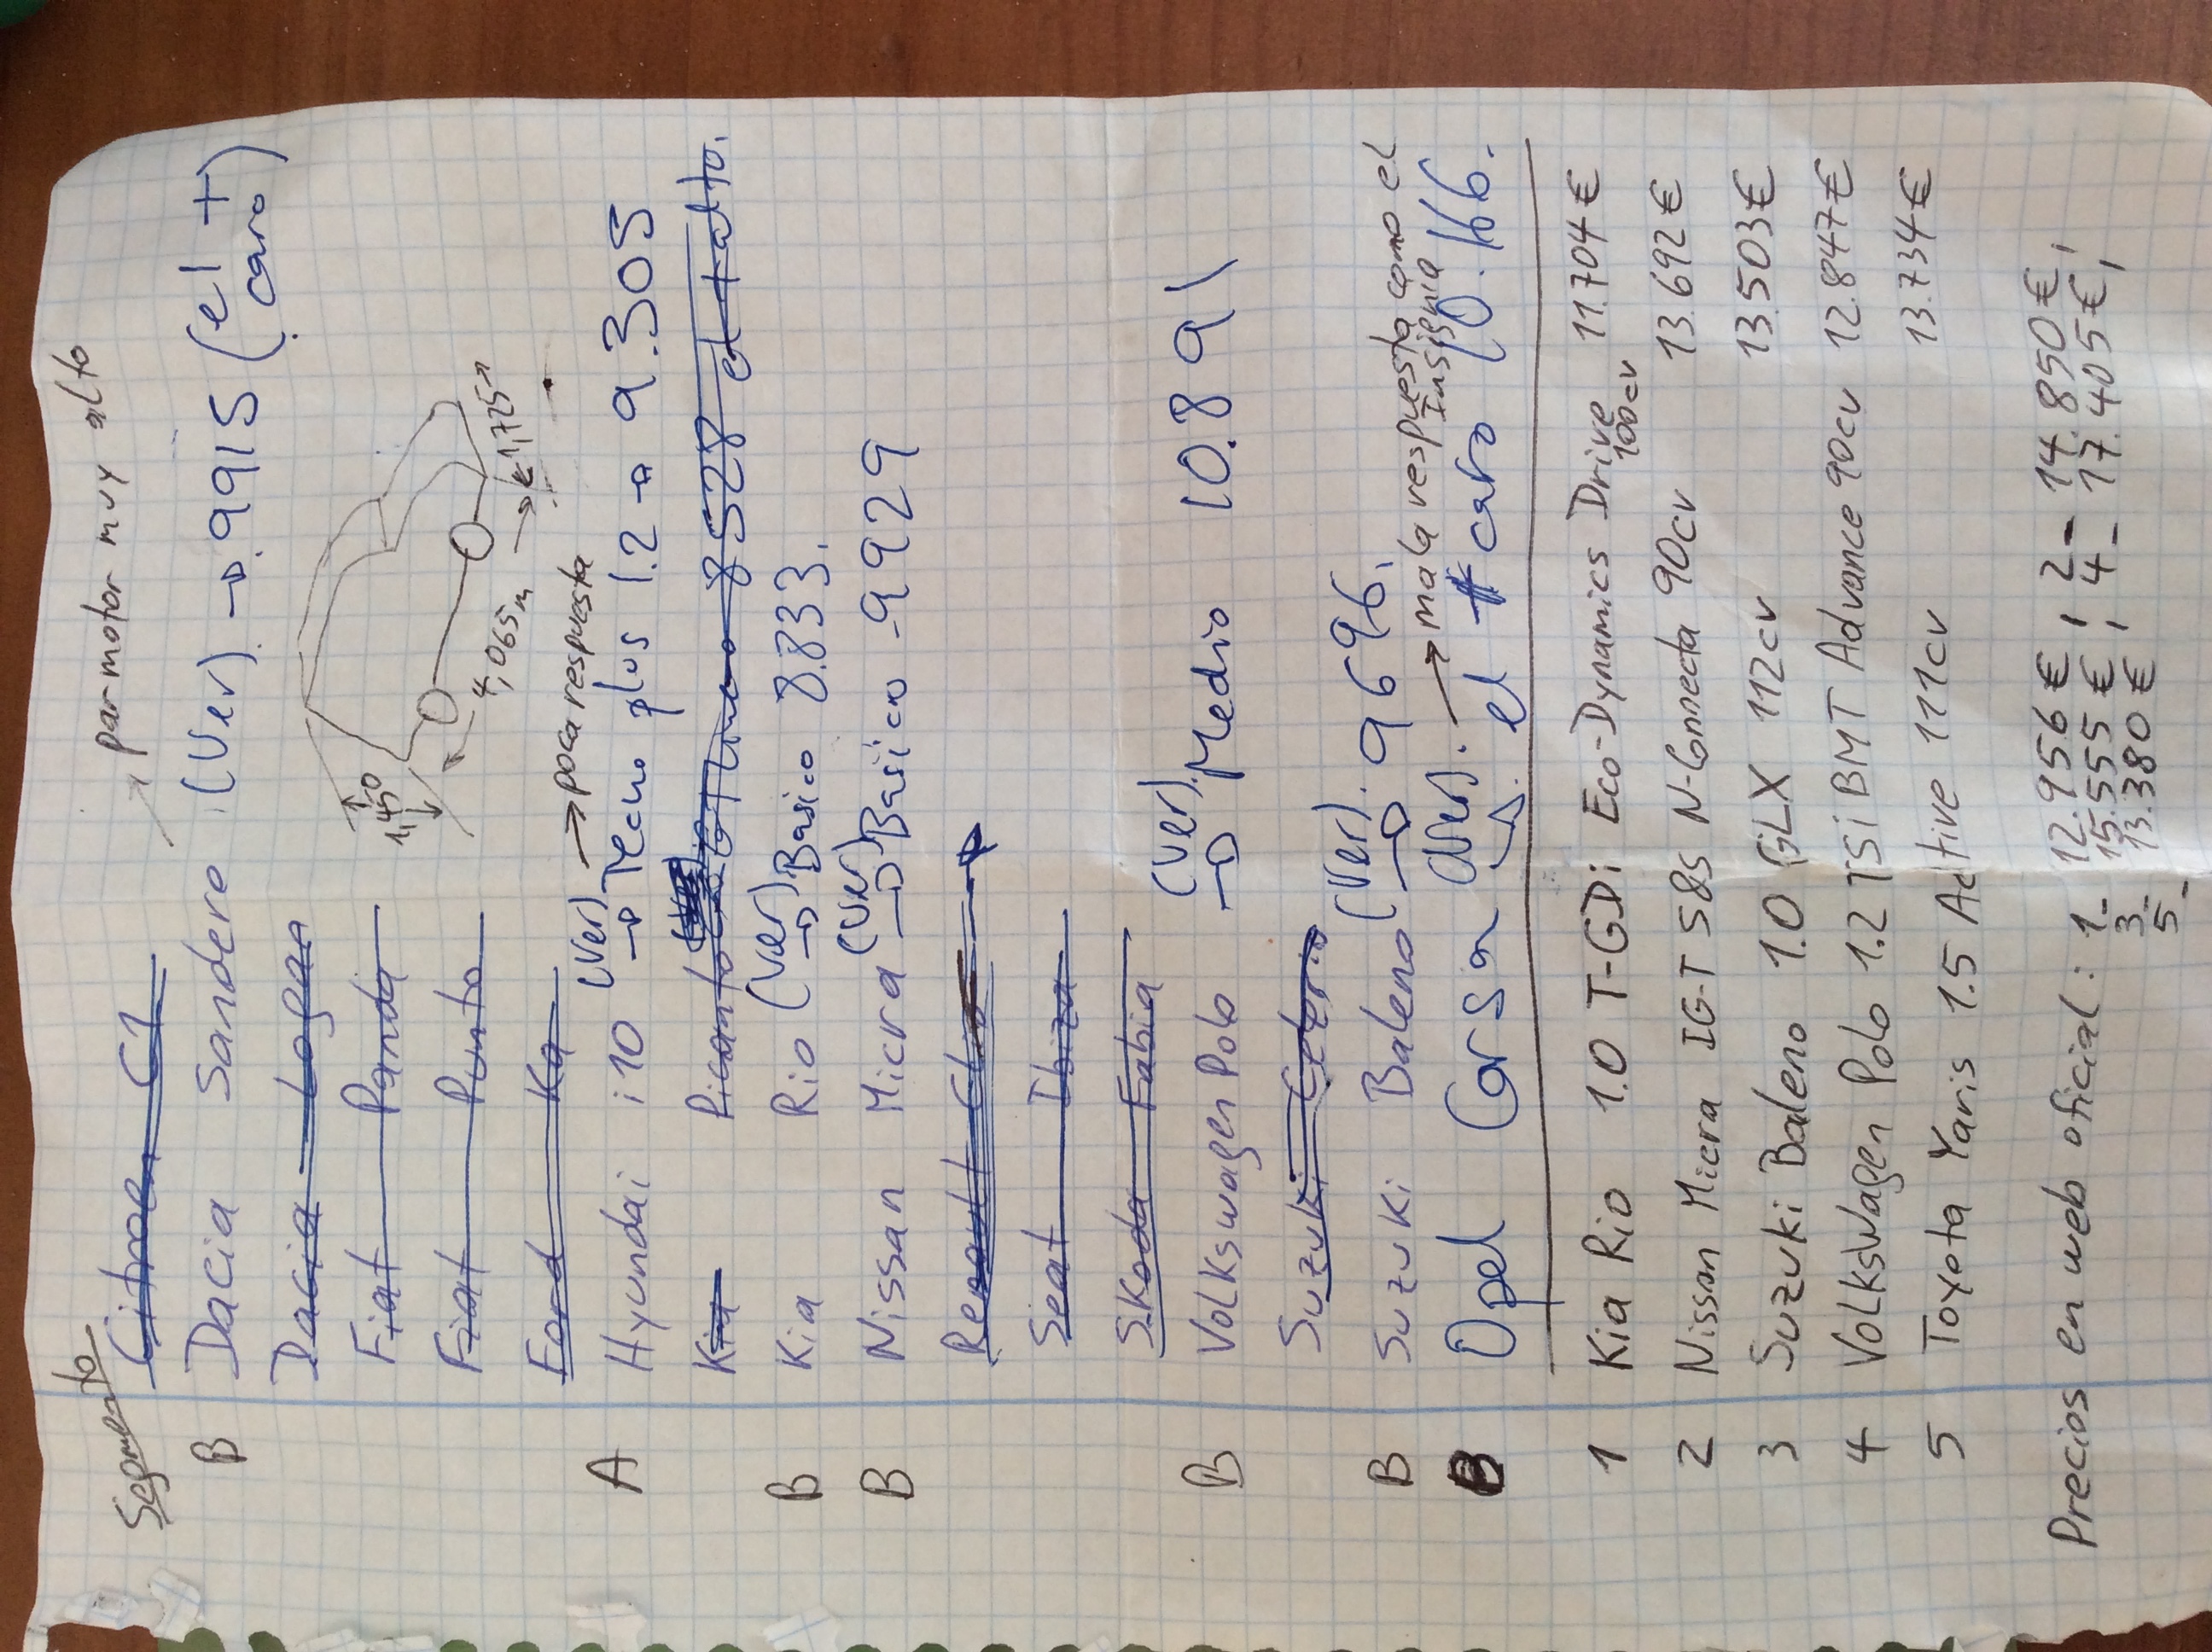 Segmento
par motor muy alto
Citroen C1
B Dacia Sandero (Ver) → 9915 (el + caro)
Dacia Logan
Fiat Panda
1,450
Fiat Punto
4,065m 1,725
Ford Ka
(Ver) → poca respuesta
A Hyundai i10 → Tecno plus 1.2 → 9.305
Kia Picanto (Ver) → GT Line 8528 el + alto.
B Kia Rio (Ver) → Basico 8.833.
B Nissan Micra (Ver) → Basico - 9929
Renault Clio →
Seat Ibiza
Skoda Fabia
(Ver).
B Volkswagen Polo → Medio 10.891
Suzuki Celerio
B Suzuki Baleno (Ver). → 9696.
→ mala respuesta como el Insignia
B Opel Corsa (Ver). → el + caro 10.166.
1 Kia Rio 1.0 T-GDi Eco-Dynamics Drive 11.704 €
100cv
2 Nissan Micra IG-T S&S N-Connecta 90cv 13.692 €
3 Suzuki Baleno 1.0 GLX 112cv 13.503 €
4 Volkswagen Polo 1.2 TSi BMT Advance 90cv 12.847 €
5 Toyota Yaris 1.5 Active 111cv 13.734 €
Precios en web oficial: 1- 12.956 €, 2- 14.850 €,
3- 15.555 €, 4- 17.405 €,
5- 13.380 €